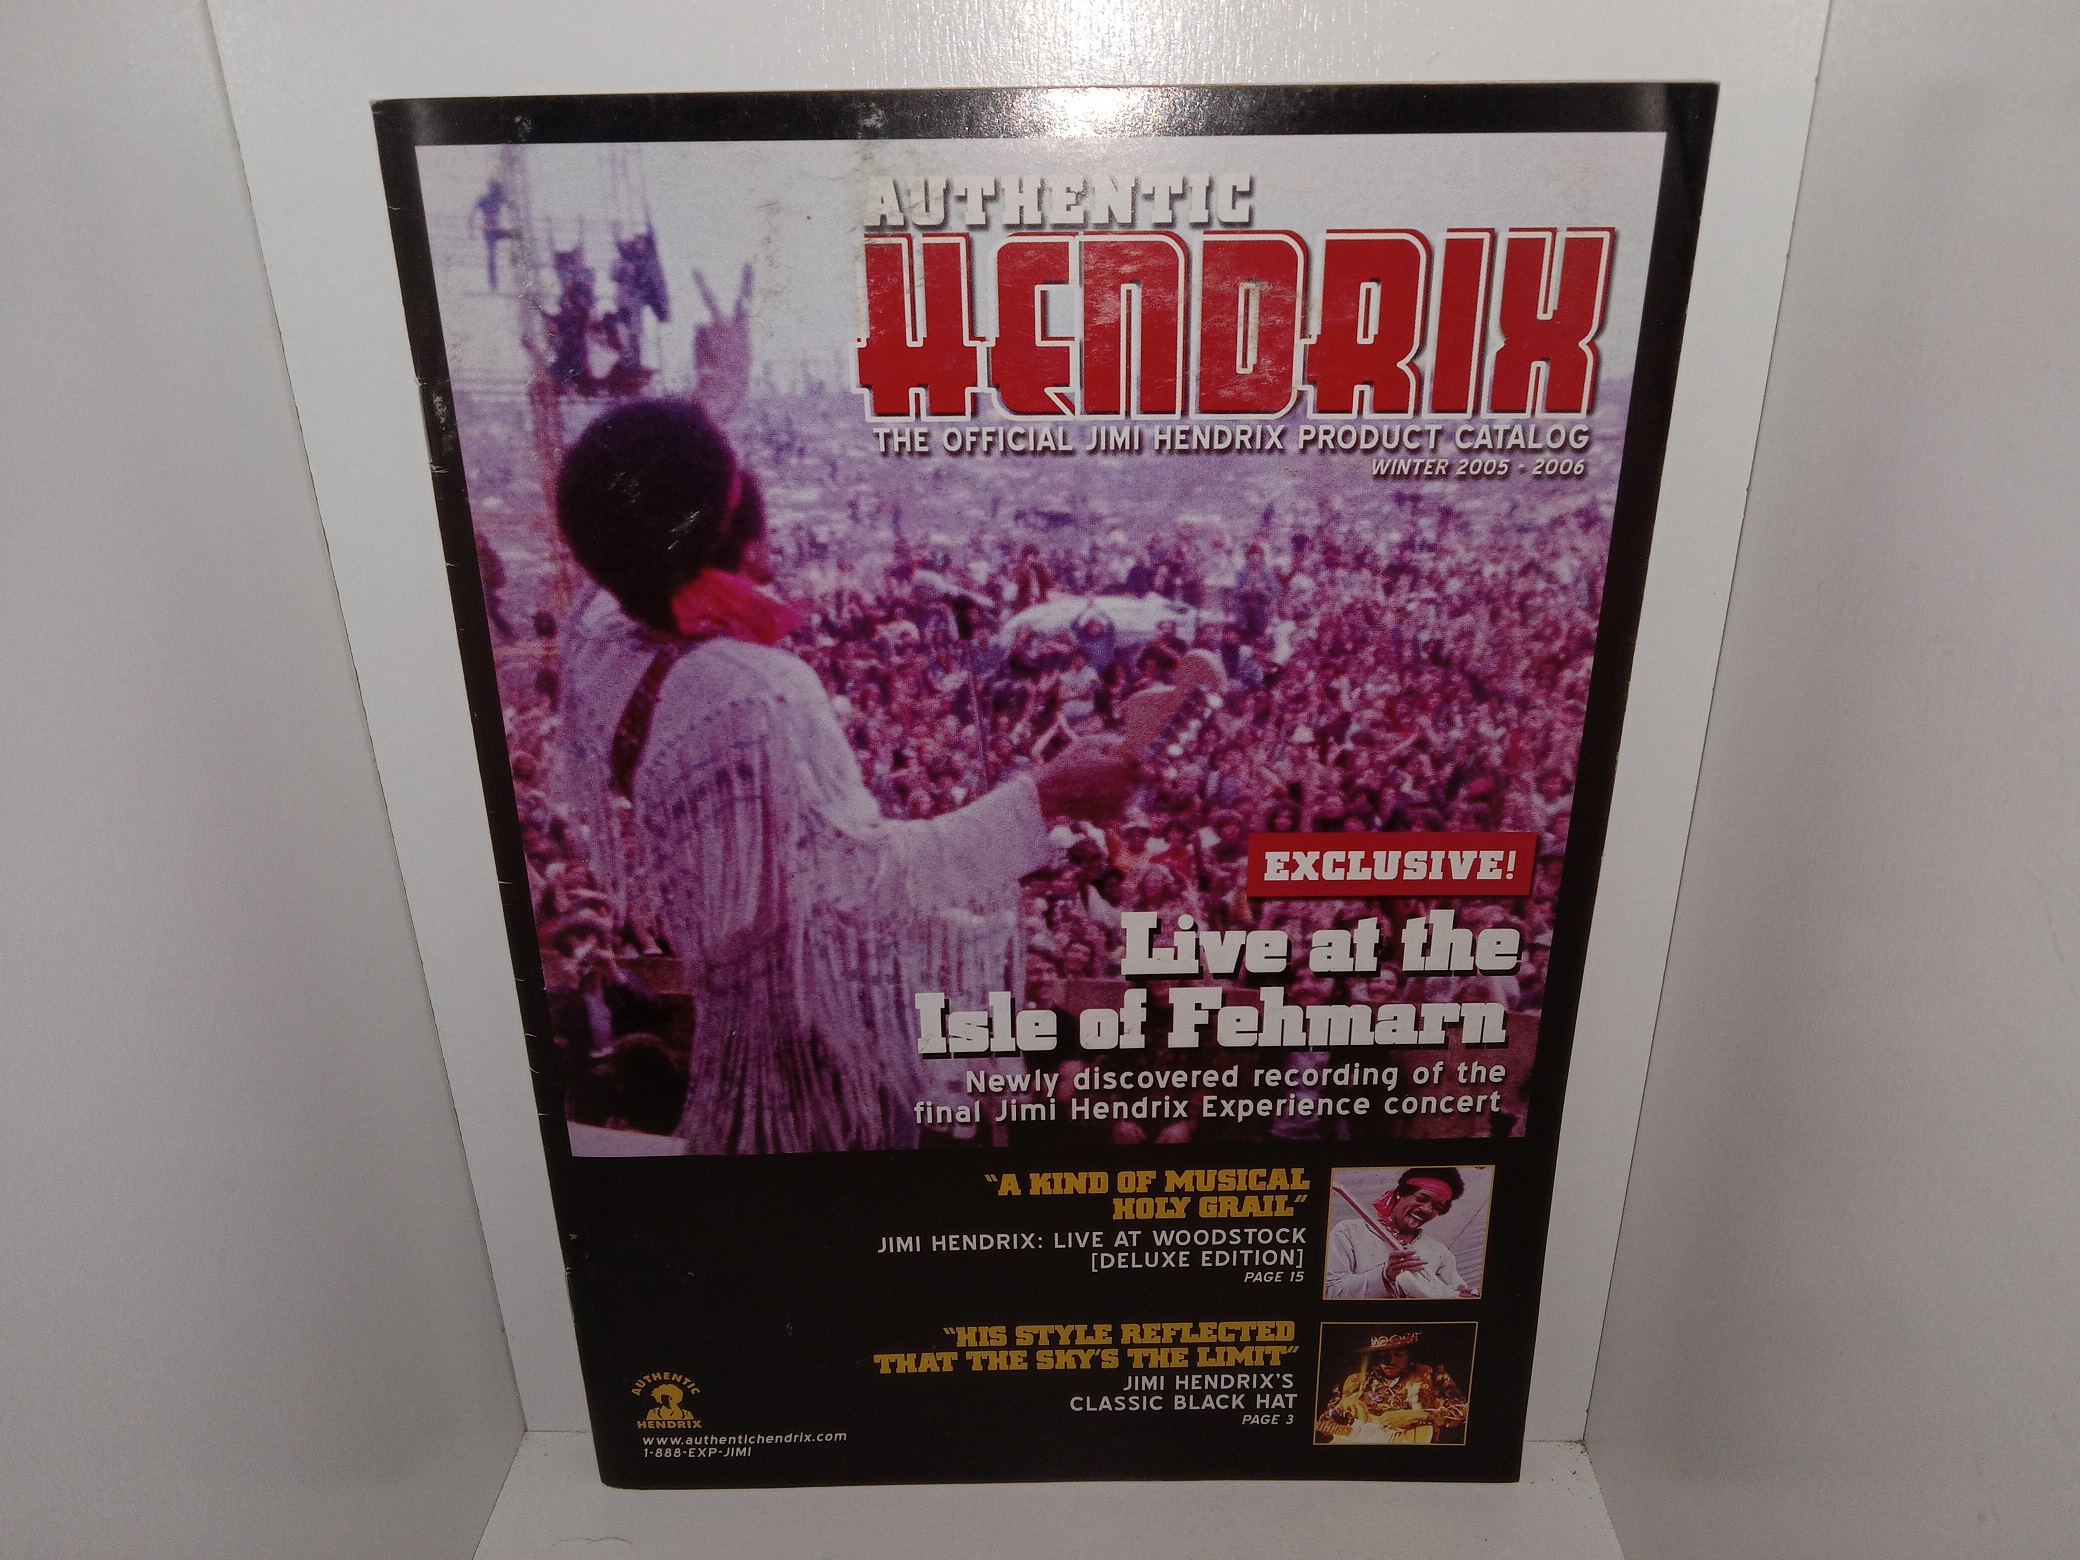 AUTHENTIC
HENDRIX
THE OFFICIAL JIMI HENDRIX PRODUCT CATALOG
WINTER 2005 - 2006
EXCLUSIVE!
Live at the
Isle of Fehmarn
Newly discovered recording of the
final Jimi Hendrix Experience concert
"A KIND OF MUSICAL
HOLY GRAIL"
JIMI HENDRIX: LIVE AT WOODSTOCK
[DELUXE EDITION]
PAGE 15
"HIS STYLE REFLECTED
THAT THE SKY'S THE LIMIT"
JIMI HENDRIX'S
CLASSIC BLACK HAT
PAGE 3
AUTHENTIC
HENDRIX
www.authentichendrix.com
1-888-EXP-JIMI